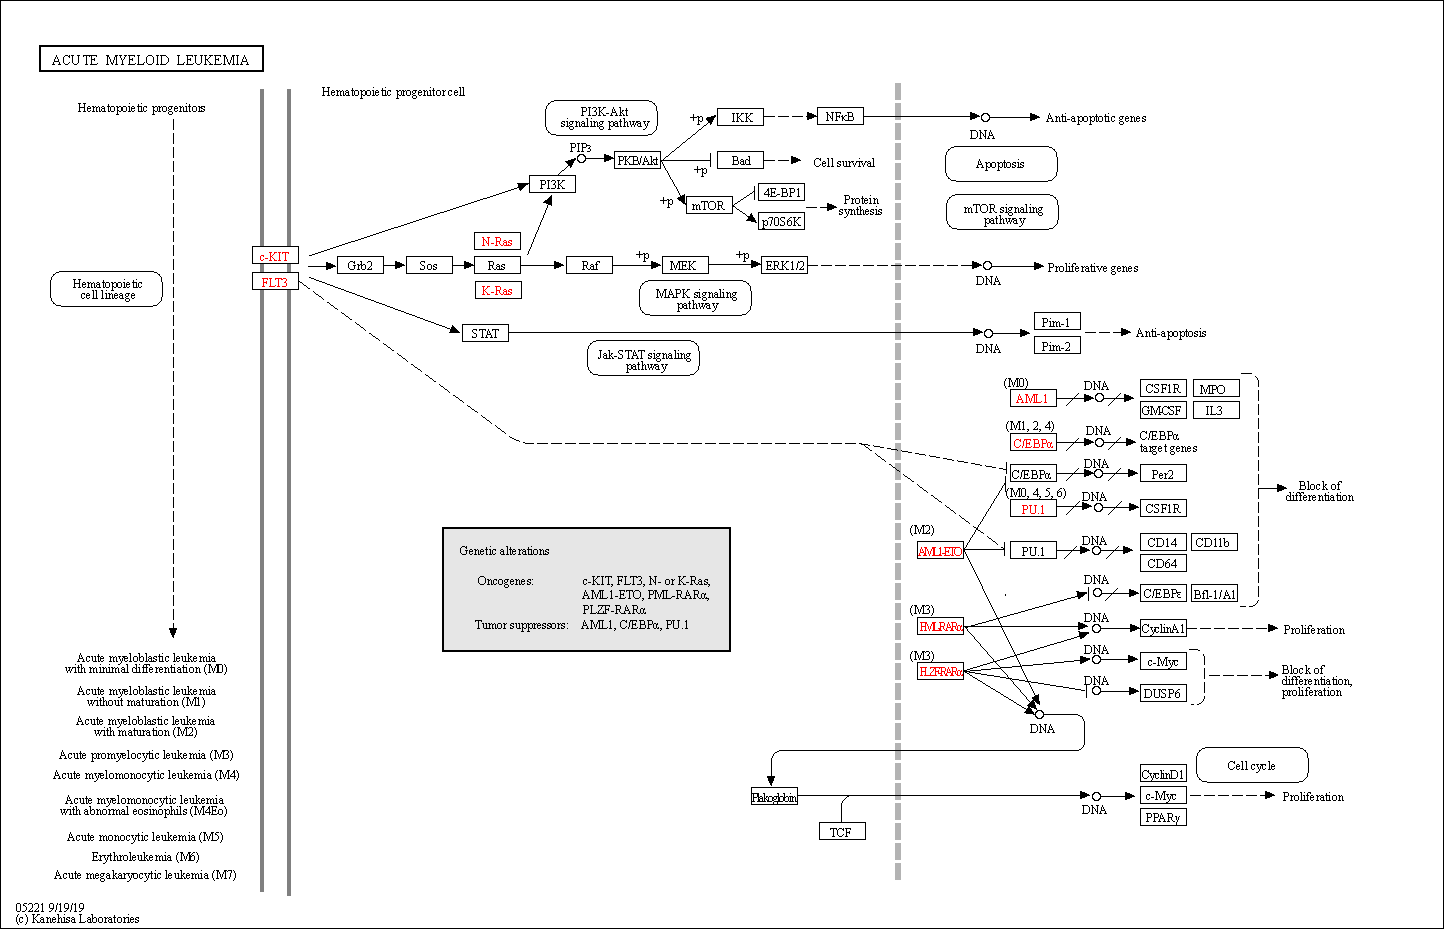 ACUTE MYELOID LEUKEMIA
Hematopoietic progenitors
Hematopoietic progenitor cell
PI3K-Akt
signaling pathway
+p
IKK
NFκB
DNA
Anti-apoptotic genes
PIP3
PKB/Akt
Bad
+p
Cell survival
Apoptosis
PI3K
4E-BP1
+p
mTOR
p70S6K
Protein
synthesis
mTOR signaling
pathway
c-KIT
FLT3
Grb2
Sos
N-Ras
Ras
K-Ras
Raf
+p
MEK
+p
ERK1/2
DNA
Proliferative genes
MAPK signaling
pathway
Hematopoietic
cell lineage
STAT
DNA
Pim-1
Pim-2
Anti-apoptosis
Jak-STAT signaling
pathway
(M0)
AML1
DNA
CSF1R
MPO
GMCSF
IL3
(M1, 2, 4)
C/EBPα
DNA
C/EBPα
target genes
C/EBPα
DNA
Per2
(M0, 4, 5, 6)
PU.1
DNA
CSF1R
Block of
differentiation
(M2)
AML1-ETO
PU.1
DNA
CD14
CD11b
CD64
DNA
C/EBPε
Bfl-1/A1
(M3)
PMLRARα
DNA
CyclinA1
Proliferation
(M3)
PLZFRARα
DNA
c-Myc
DNA
DUSP6
Block of
differentiation,
proliferation
DNA
Genetic alterations
Oncogenes: c-KIT, FLT3, N- or K-Ras,
AML1-ETO, PML-RARα,
PLZF-RARα
Tumor suppressors: AML1, C/EBPα, PU.1
Acute myeloblastic leukemia
with minimal differentiation (M0)
Acute myeloblastic leukemia
without maturation (M1)
Acute myeloblastic leukemia
with maturation (M2)
Acute promyelocytic leukemia (M3)
Acute myelomonocytic leukemia (M4)
Acute myelomonocytic leukemia
with abnormal eosinophils (M4Eo)
Acute monocytic leukemia (M5)
Erythroleukemia (M6)
Acute megakaryocytic leukemia (M7)
Plakoglobin
TCF
DNA
CyclinD1
c-Myc
PPARγ
Cell cycle
Proliferation
05221 9/19/19
(c) Kanehisa Laboratories